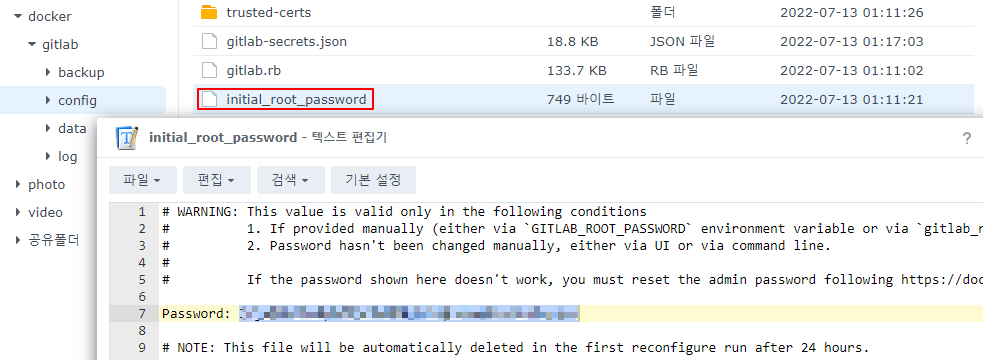 docker
gitlab
backup
config
data
log
photo
video
공유폴더
trusted-certs 폴더 2022-07-13 01:11:26
gitlab-secrets.json 18.8 KB JSON 파일 2022-07-13 01:17:03
gitlab.rb 133.7 KB RB 파일 2022-07-13 01:11:02
initial_root_password 749 바이트 파일 2022-07-13 01:11:21
initial_root_password - 텍스트 편집기 ?
파일 편집 검색 기본 설정
1 # WARNING: This value is valid only in the following conditions
2 # 1. If provided manually (either via `GITLAB_ROOT_PASSWORD` environment variable or via `gitlab_r
3 # 2. Password hasn't been changed manually, either via UI or via command line.
4 #
5 # If the password shown here doesn't work, you must reset the admin password following https://doc
6
7 Password:
8
9 # NOTE: This file will be automatically deleted in the first reconfigure run after 24 hours.